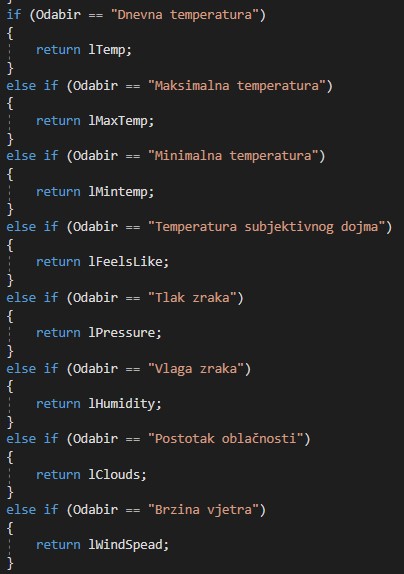 if (Odabir == "Dnevna temperatura")
{
return lTemp;
}
else if (Odabir == "Maksimalna temperatura")
{
return lMaxTemp;
}
else if (Odabir == "Minimalna temperatura")
{
return lMintemp;
}
else if (Odabir == "Temperatura subjektivnog dojma")
{
return lFeelsLike;
}
else if (Odabir == "Tlak zraka")
{
return lPressure;
}
else if (Odabir == "Vlaga zraka")
{
return lHumidity;
}
else if (Odabir == "Postotak oblačnosti")
{
return lClouds;
}
else if (Odabir == "Brzina vjetra")
{
return lWindSpead;
}